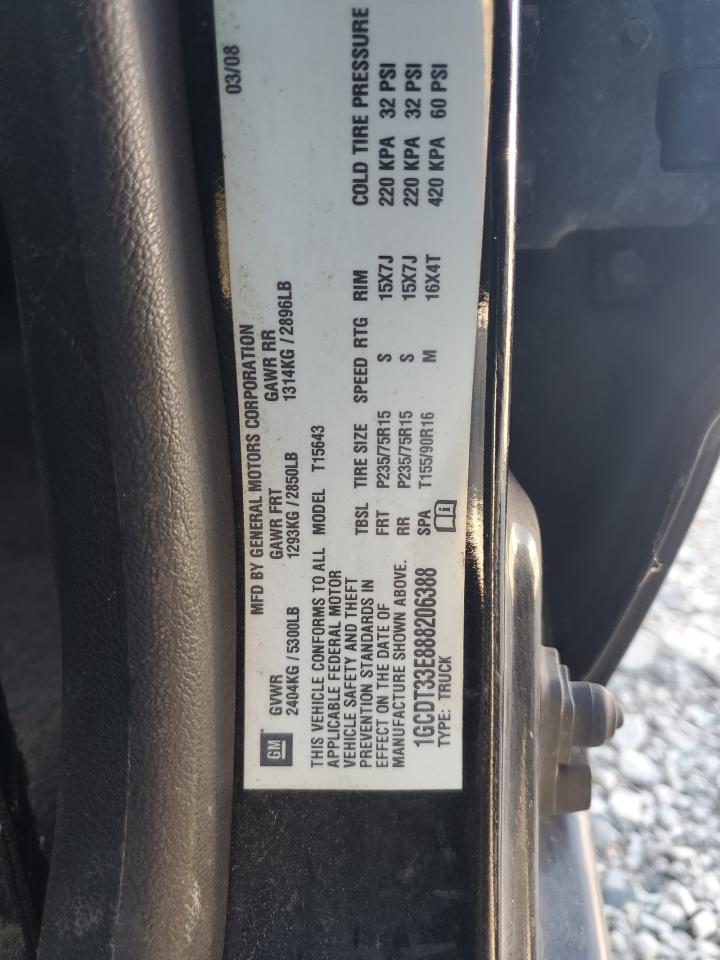 MFD BY GENERAL MOTORS CORPORATION 03/08
GM
GVWR GAWR FRT GAWR RR
2404KG / 5300LB 1293KG / 2850LB 1314KG / 2896LB
THIS VEHICLE CONFORMS TO ALL
APPLICABLE FEDERAL MOTOR
VEHICLE SAFETY AND THEFT
PREVENTION STANDARDS IN
EFFECT ON THE DATE OF
MANUFACTURE SHOWN ABOVE.
1GCDT33E888206388
TYPE: TRUCK
MODEL T15643
TBSL TIRE SIZE SPEED RTG RIM COLD TIRE PRESSURE
FRT P235/75R15 S 15X7J 220 KPA 32 PSI
RR P235/75R15 S 15X7J 220 KPA 32 PSI
SPA T155/90R16 M 16X4T 420 KPA 60 PSI